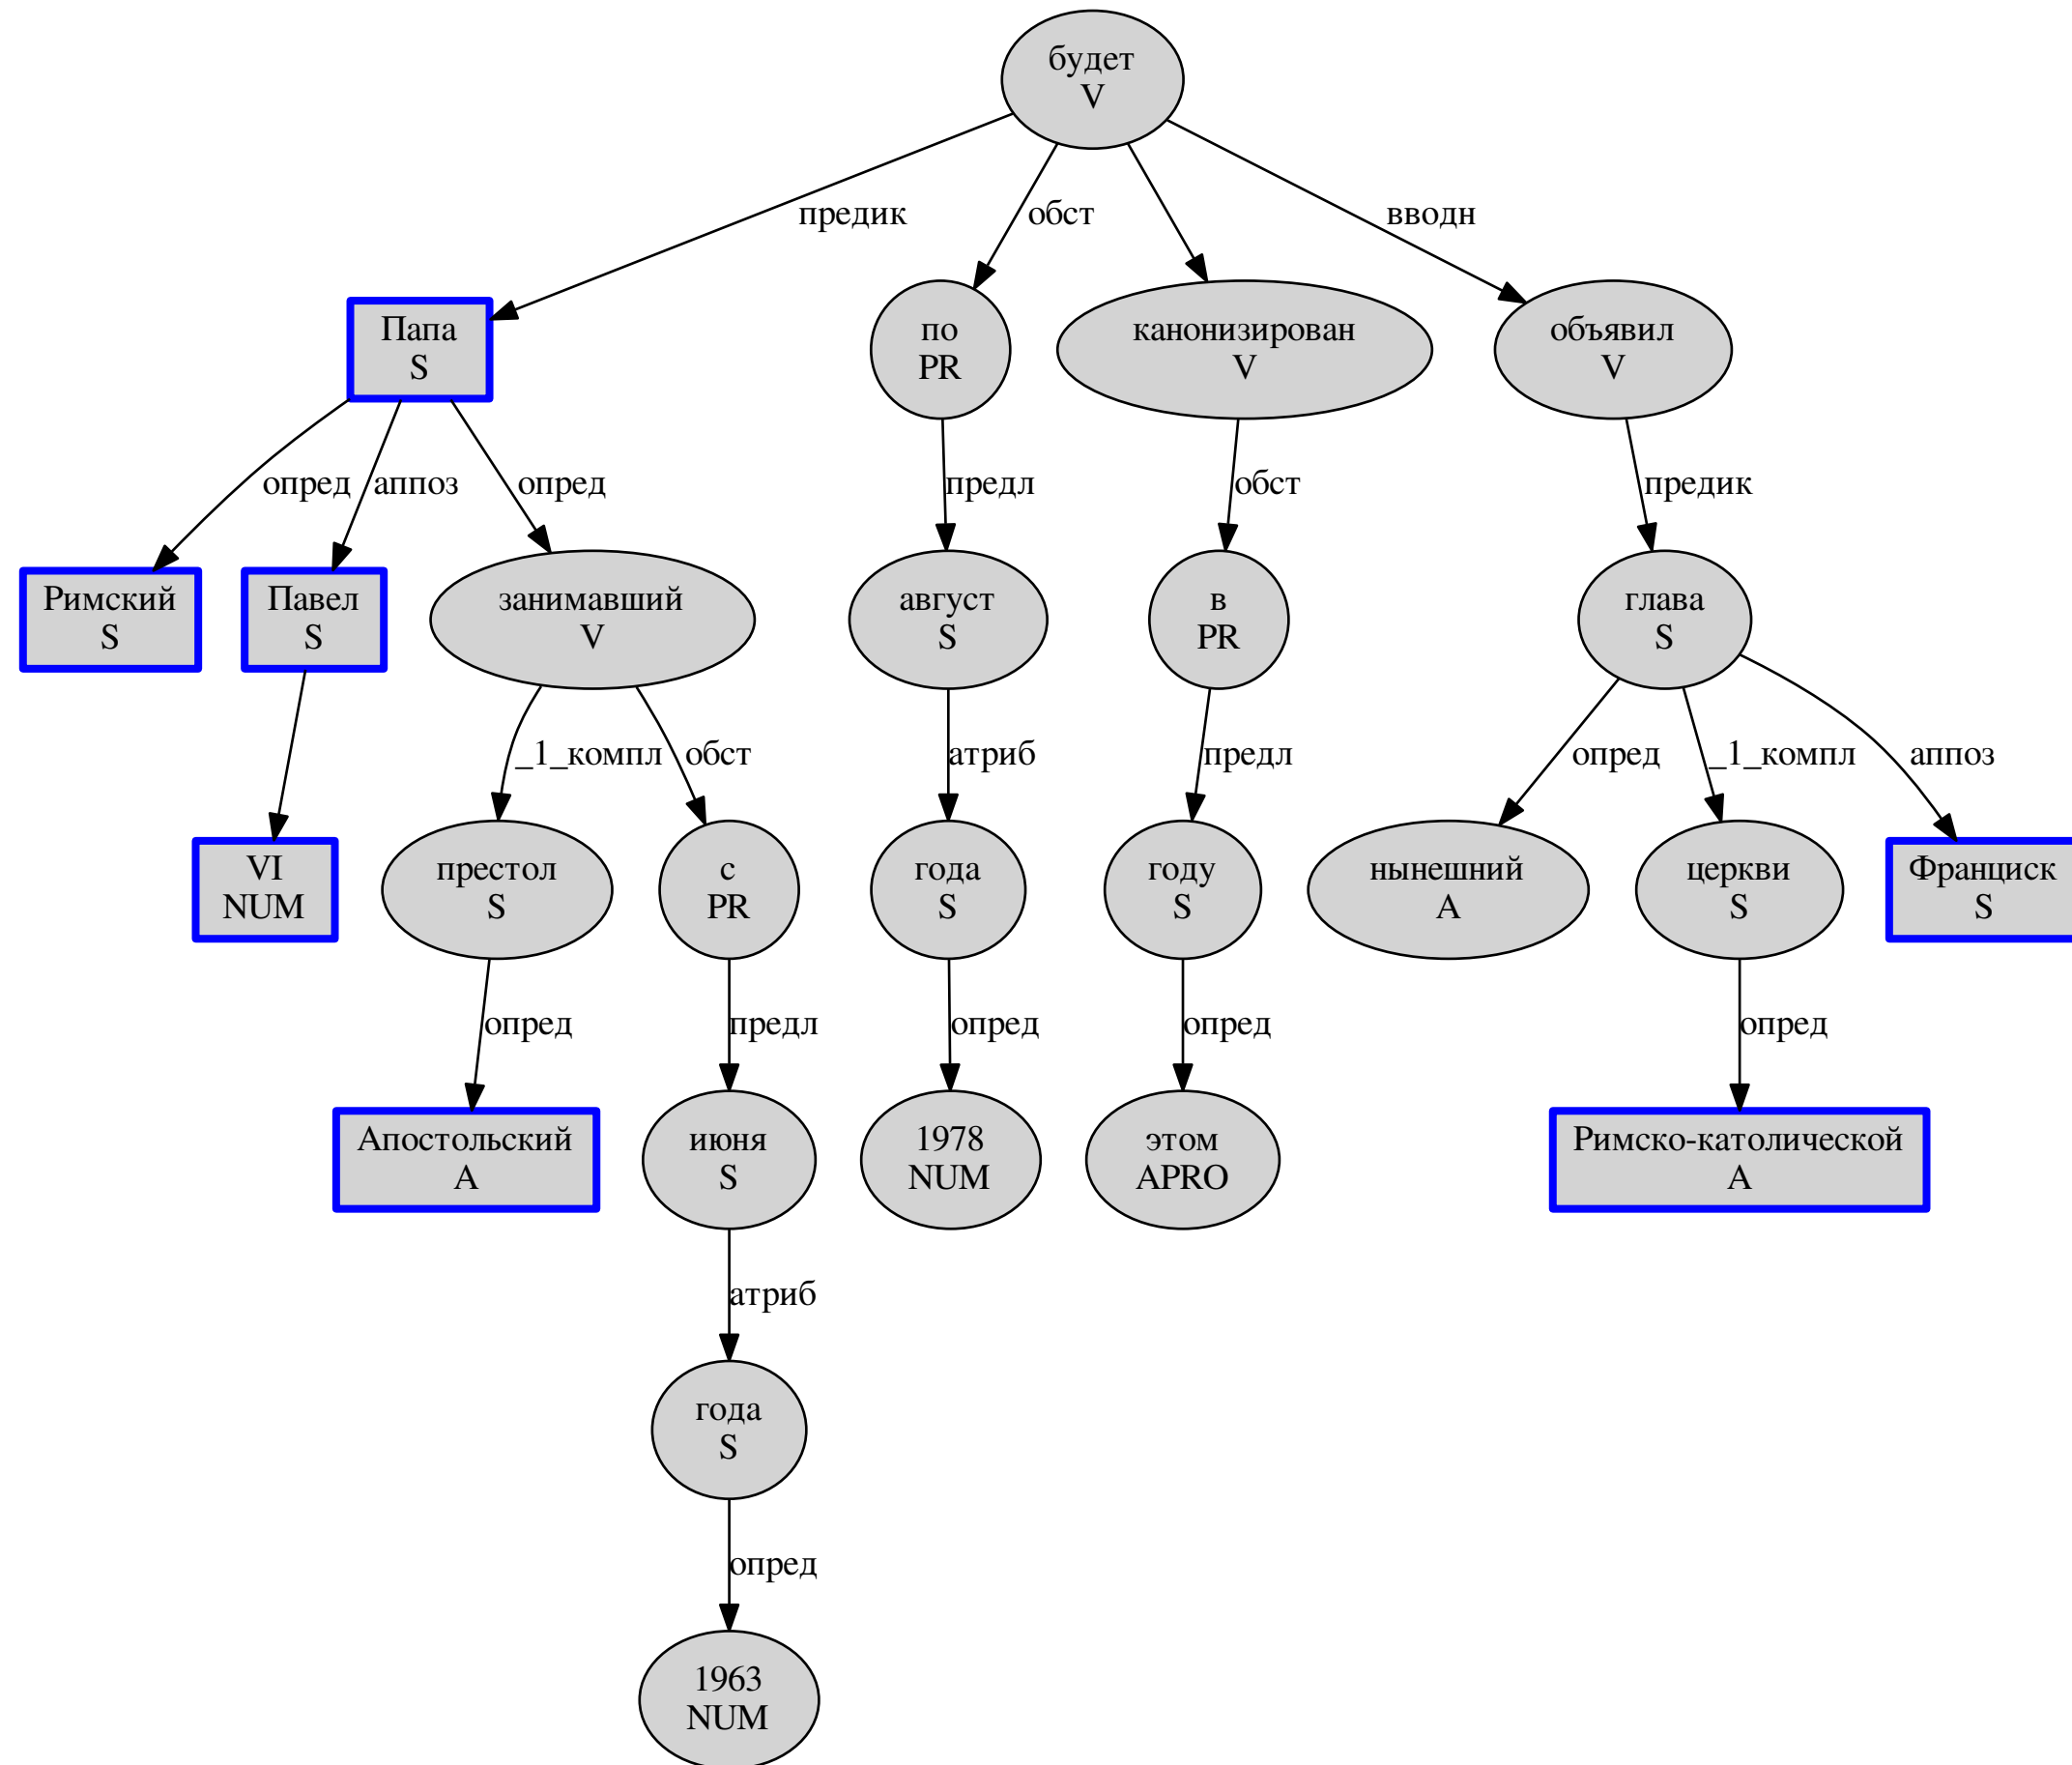 будет
V
предик
обст
вводн
Папа
S
по
PR
канонизирован
V
объявил
V
опред
аппоз
опред
предл
обст
предик
Римский
S
Павел
S
занимавший
V
август
S
в
PR
глава
S
_1_компл
обст
атриб
предл
опред
_1_компл
аппоз
VI
NUM
престол
S
с
PR
года
S
году
S
нынешний
A
церкви
S
Франциск
S
опред
предл
опред
опред
опред
Апостольский
A
июня
S
1978
NUM
этом
APRO
Римско-католической
A
атриб
года
S
опред
1963
NUM